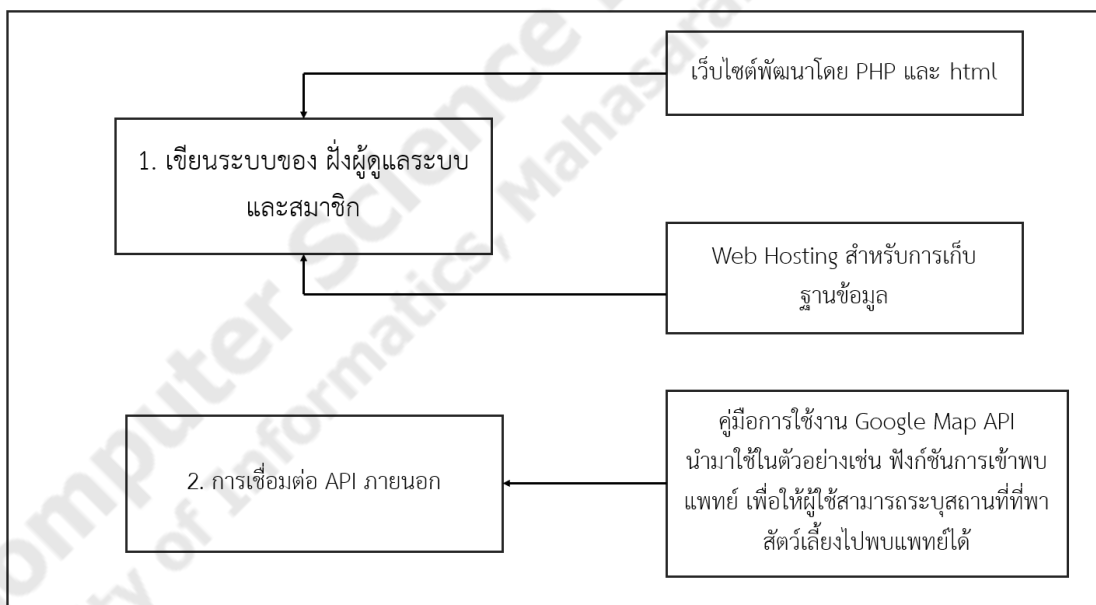 เว็บไซต์พัฒนาโดย PHP และ html
1. เขียนระบบของ ฝั่งผู้ดูแลระบบ
และสมาชิก
Web Hosting สำหรับการเก็บ
ฐานข้อมูล
คู่มือการใช้งาน Google Map API
นำมาใช้ในตัวอย่างเช่น ฟังก์ชันการเข้าพบ
แพทย์ เพื่อให้ผู้ใช้สามารถระบุสถานที่ที่พา
สัตว์เลี้ยงไปพบแพทย์ได้
2. การเชื่อมต่อ API ภายนอก
omputer Science
ty of Informatics, Mahasara